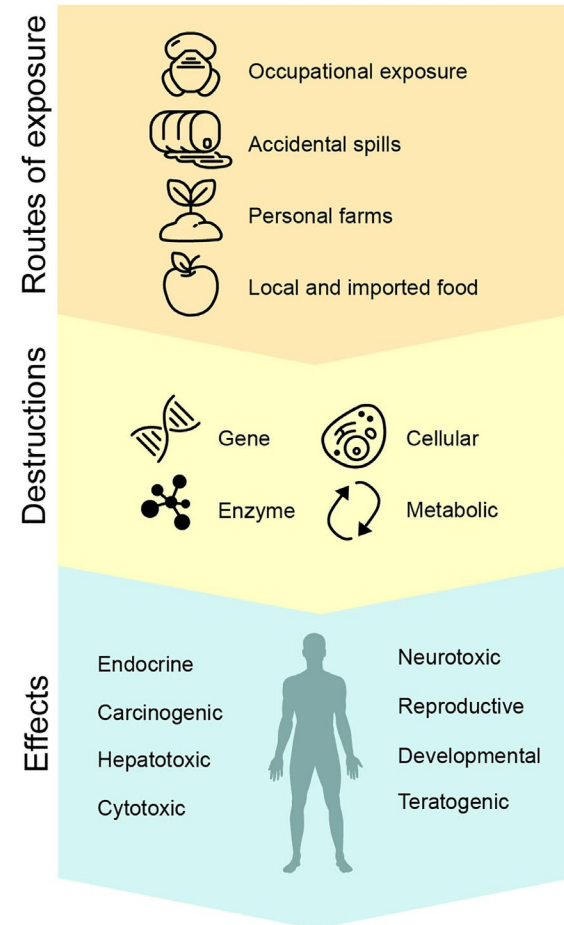 Routes of exposure
Occupational exposure
Accidental spills
Personal farms
Local and imported food
Destructions
Gene
Cellular
Enzyme
Metabolic
Effects
Endocrine
Carcinogenic
Hepatotoxic
Cytotoxic
Neurotoxic
Reproductive
Developmental
Teratogenic